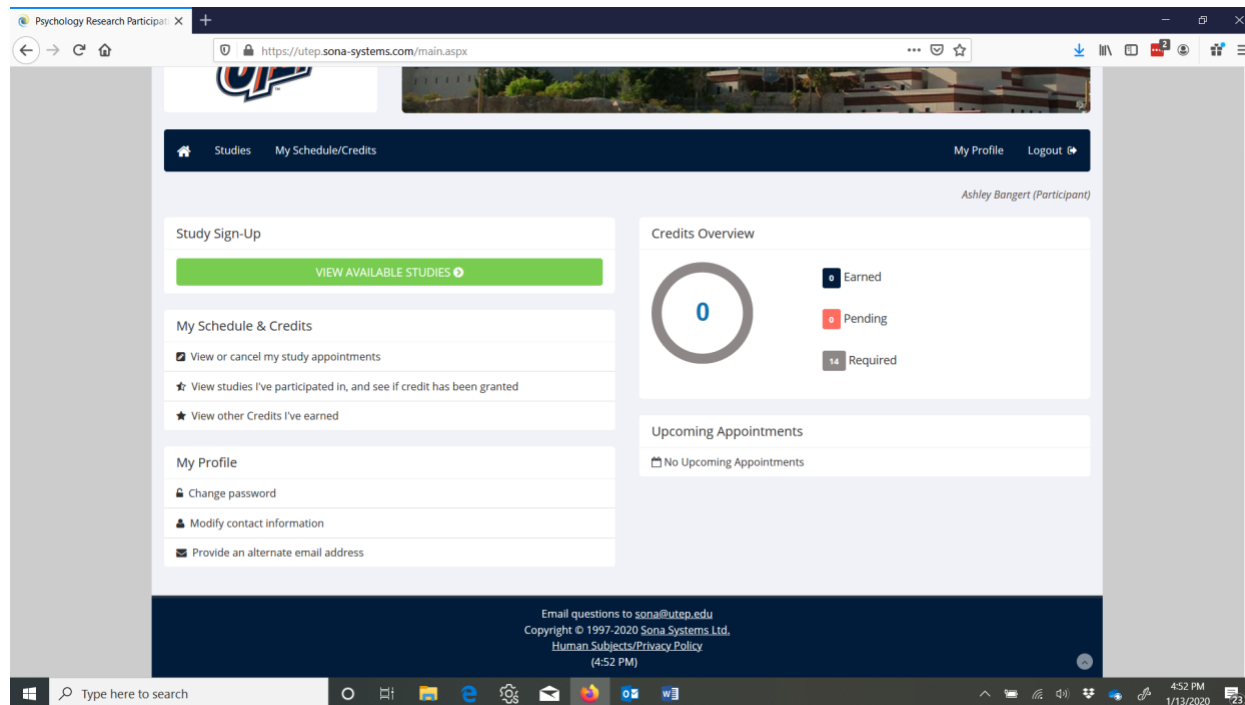 Psychology Research Participati
https://utep.sona-systems.com/main.aspx
2
UTEP
Studies My Schedule/Credits My Profile Logout
Ashley Bangert (Participant)
Study Sign-Up
VIEW AVAILABLE STUDIES
My Schedule & Credits
View or cancel my study appointments
View studies I've participated in, and see if credit has been granted
View other Credits I've earned
My Profile
Change password
Modify contact information
Provide an alternate email address
Credits Overview
0
0 Earned
0 Pending
14 Required
Upcoming Appointments
No Upcoming Appointments
Email questions to sona@utep.edu
Copyright © 1997-2020 Sona Systems Ltd.
Human Subjects/Privacy Policy
(4:52 PM)
Type here to search
4:52 PM
1/13/2020
23